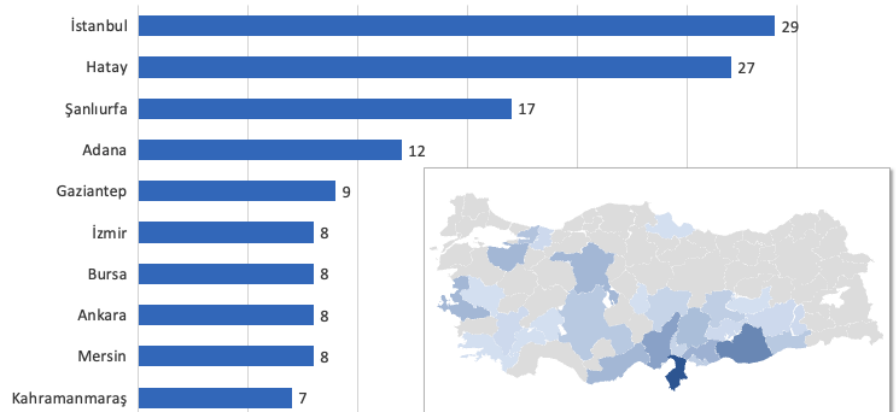 İstanbul 29
Hatay 27
Şanlıurfa 17
Adana 12
Gaziantep 9
İzmir 8
Bursa 8
Ankara 8
Mersin 8
Kahramanmaraş 7